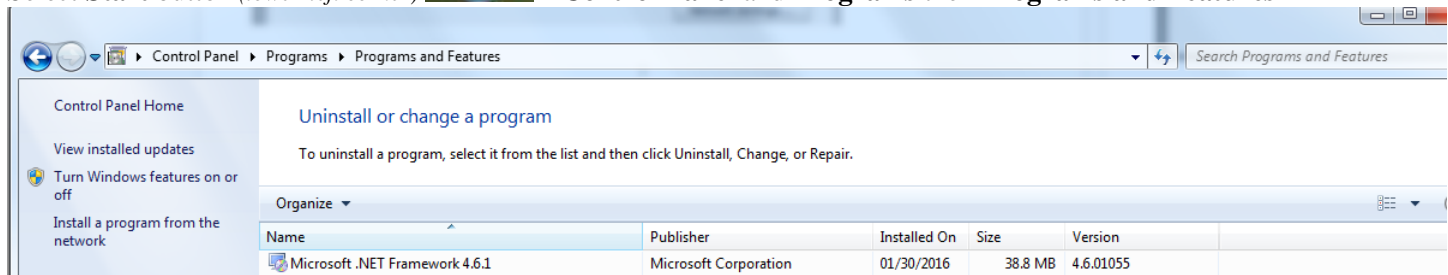 Control Panel Programs Programs and Features
Search Programs and Features
Control Panel Home
Uninstall or change a program
View installed updates
To uninstall a program, select it from the list and then click Uninstall, Change, or Repair.
Turn Windows features on or
off
Organize
Install a program from the
network
Name Publisher Installed On Size Version
Microsoft .NET Framework 4.6.1 Microsoft Corporation 01/30/2016 38.8 MB 4.6.01055